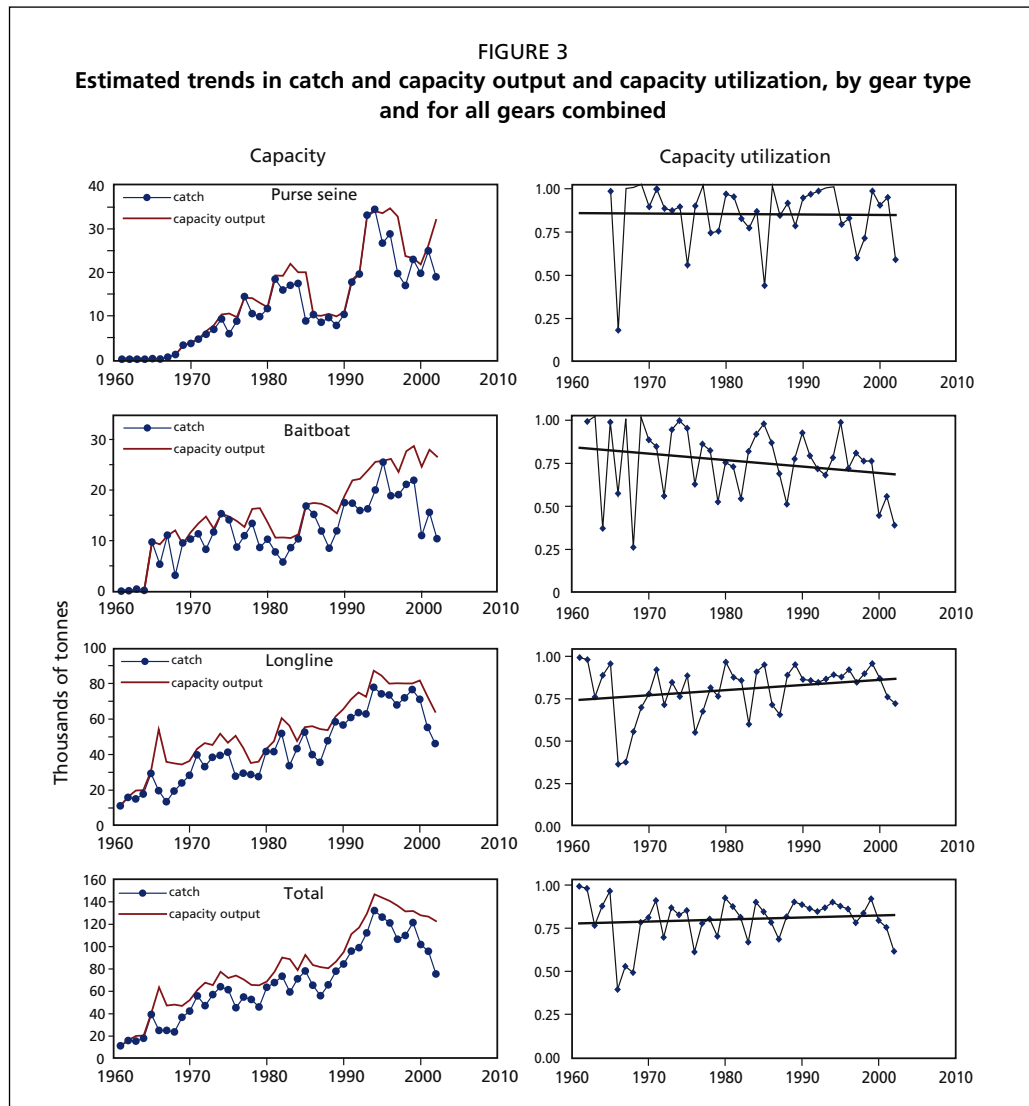 FIGURE 3
Estimated trends in catch and capacity output and capacity utilization, by gear type
and for all gears combined
Capacity
Capacity utilization
Thousands of tonnes
Purse seine
catch
capacity output
40
30
20
10
0
1960 1970 1980 1990 2000 2010
1.00
0.75
0.50
0.25
0
1960 1970 1980 1990 2000 2010
Baitboat
catch
capacity output
30
20
10
0
1960 1970 1980 1990 2000 2010
1.00
0.75
0.50
0.25
0
1960 1970 1980 1990 2000 2010
Longline
catch
capacity output
100
80
60
40
20
0
1960 1970 1980 1990 2000 2010
1.00
0.75
0.50
0.25
0.00
1960 1970 1980 1990 2000 2010
Total
catch
capacity output
160
140
120
100
80
60
40
20
0
1960 1970 1980 1990 2000 2010
1.00
0.75
0.50
0.25
0.00
1960 1970 1980 1990 2000 2010